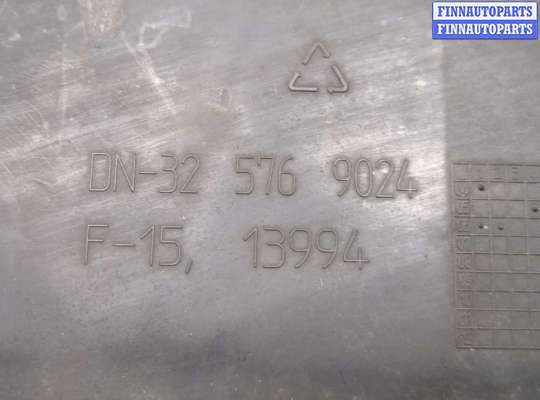 FINNAUTOPARTS
FINNAUTOPARTS
DN-32 576 9024
F-15, 13994